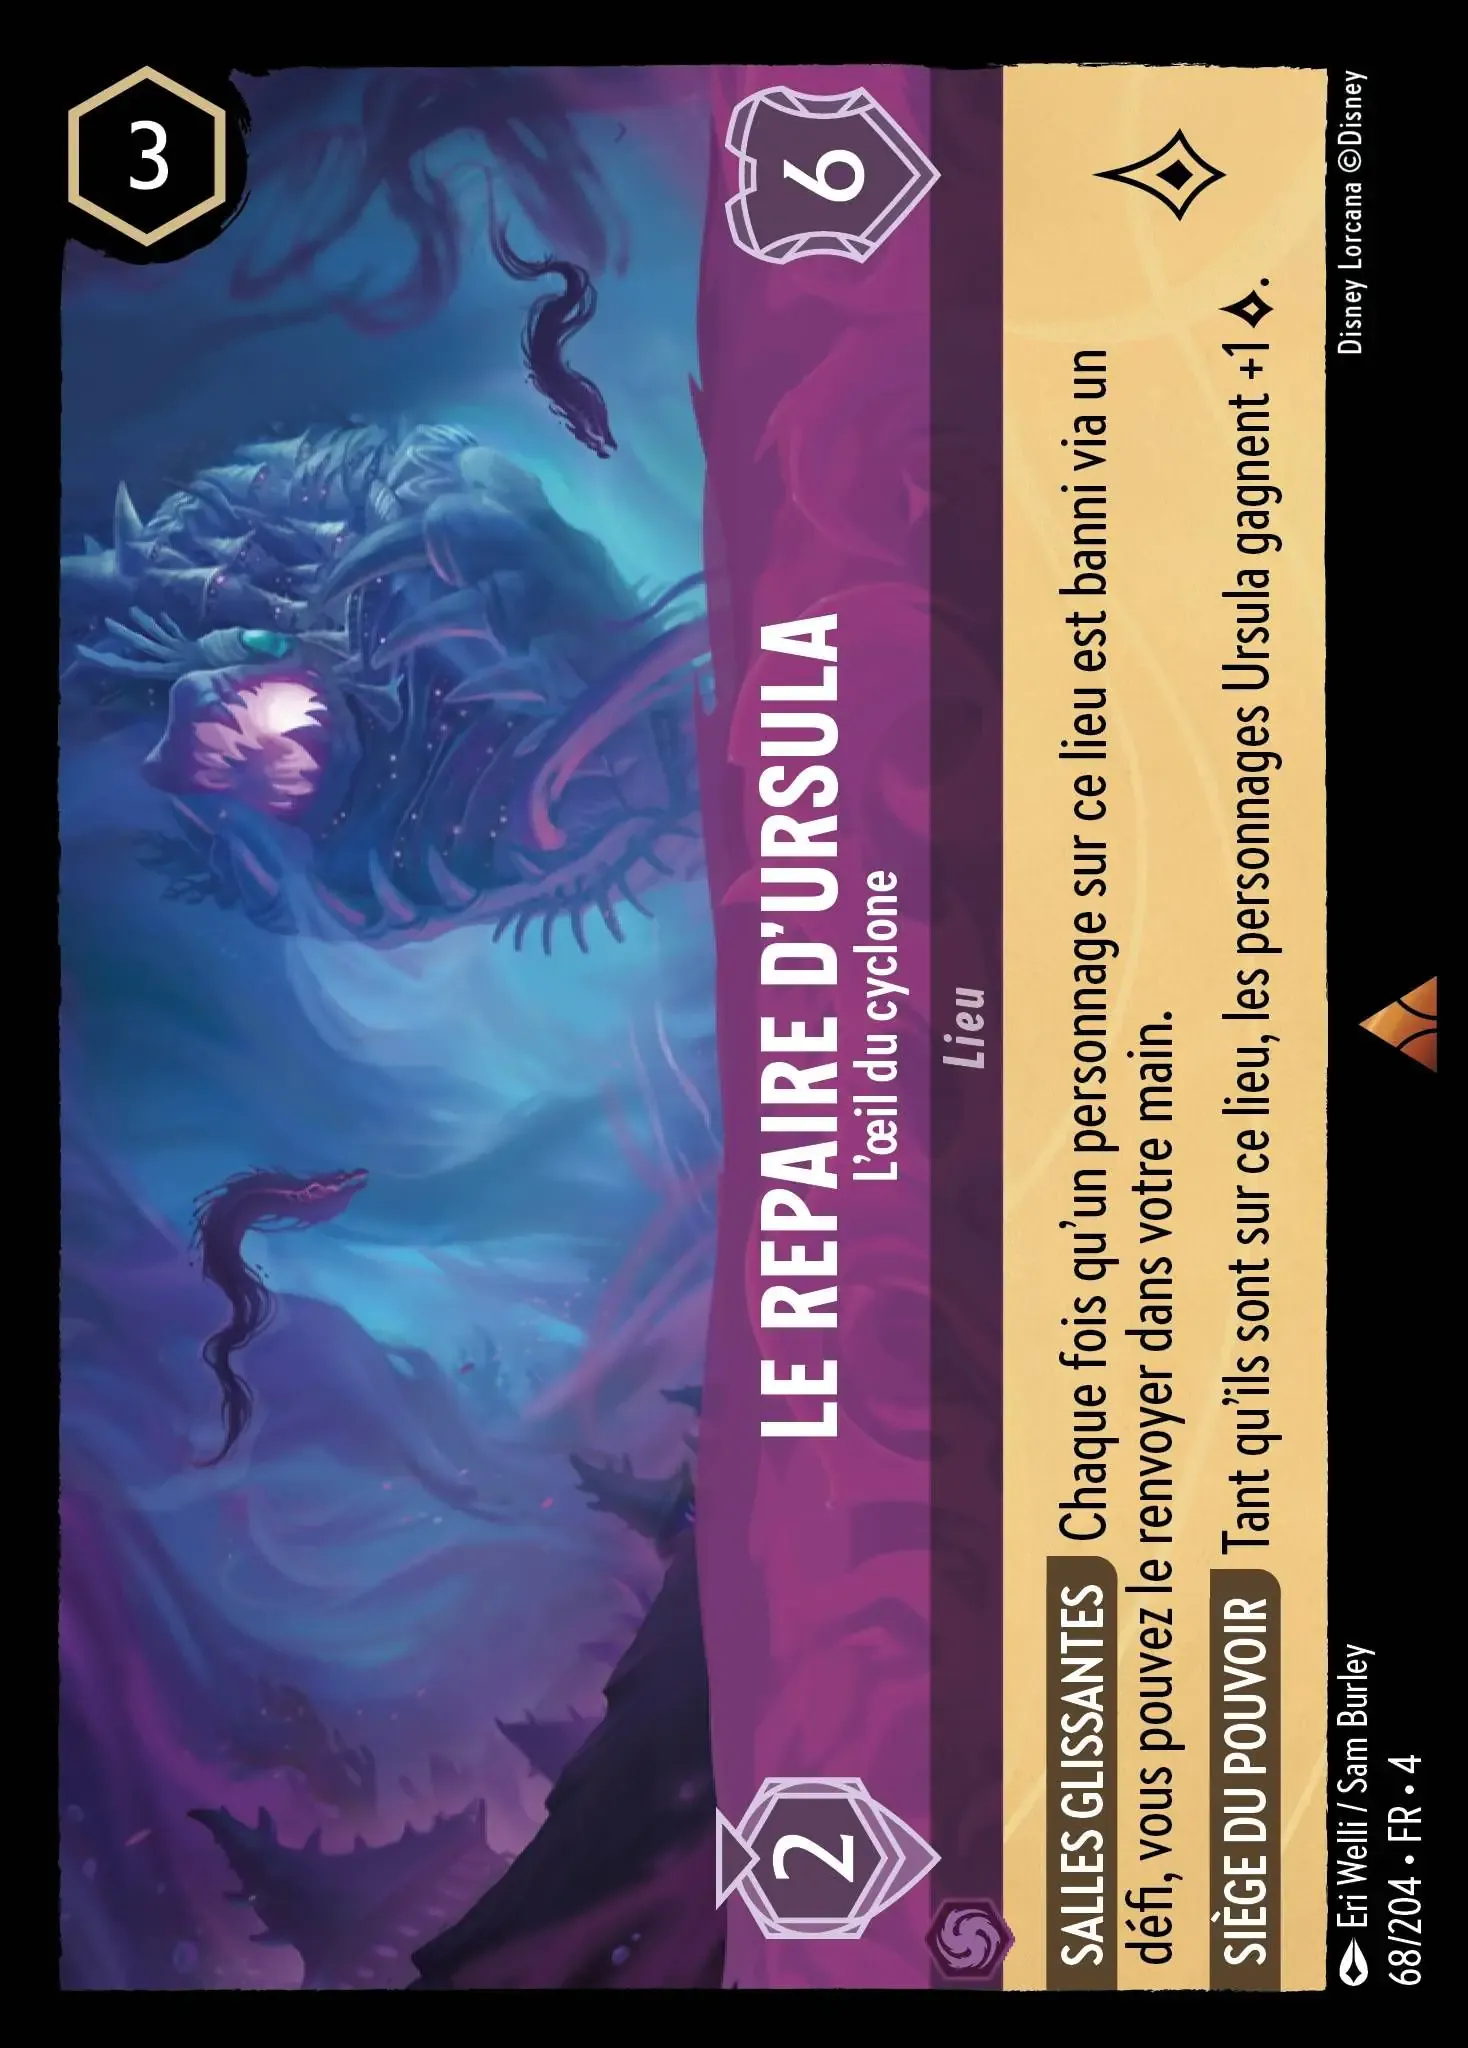 3
LE REPAIRE D'URSULA
L'œil du cyclone
2
6
Lieu
SALLES GLISSANTES Chaque fois qu'un personnage sur ce lieu est banni via un
défi, vous pouvez le renvoyer dans votre main.
SIÈGE DU POUVOIR Tant qu'ils sont sur ce lieu, les personnages Ursula gagnent +1 .
Eri Welli / Sam Burley
Disney Lorcana ©Disney
68/204 • FR • 4